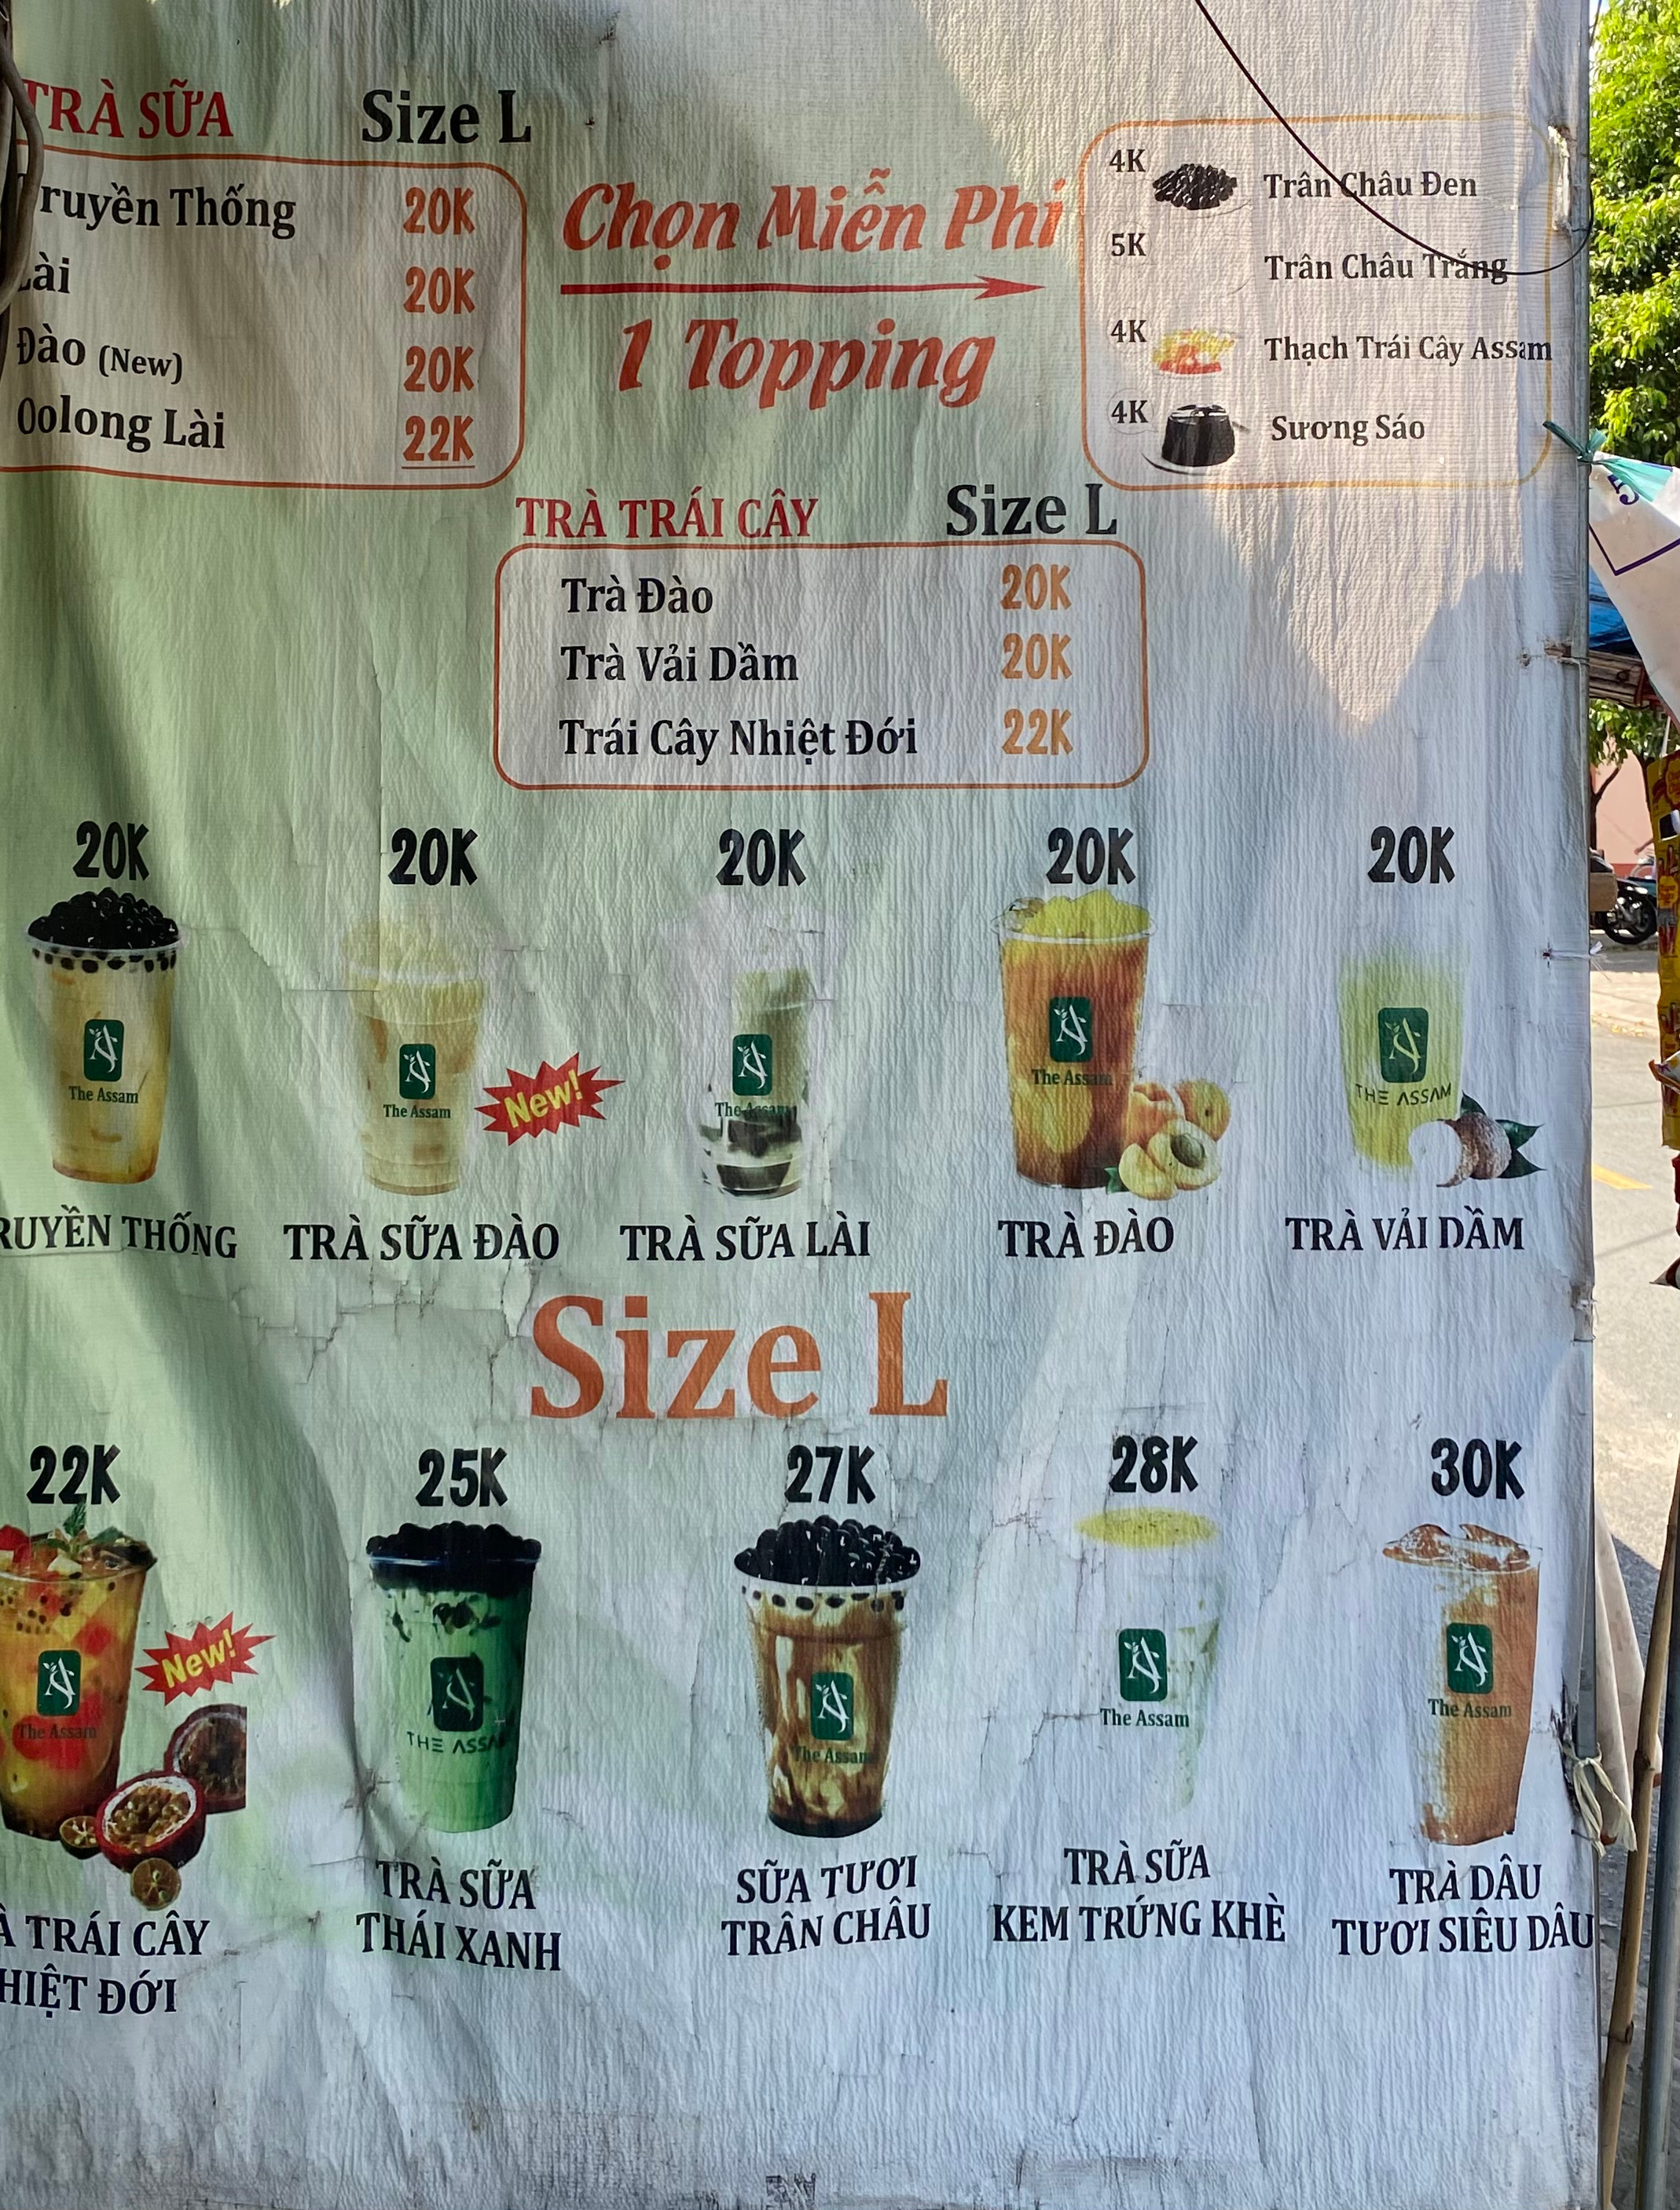 TRÀ SỮA Size L
Truyền Thống 20K
Lài 20K
Đào (New) 20K
Oolong Lài 22K
Chọn Miễn Phí
1 Topping
4K Trân Châu Đen
5K Trân Châu Trắng
4K Thạch Trái Cây Assam
4K Sương Sáo
TRÀ TRÁI CÂY Size L
Trà Đào 20K
Trà Vải Dầm 20K
Trái Cây Nhiệt Đới 22K
20K 20K 20K 20K 20K
The Assam The Assam The Assam The Assam THE ASSAM
New!
RUYỀN THỐNG TRÀ SỮA ĐÀO TRÀ SỮA LÀI TRÀ ĐÀO TRÀ VẢI DẦM
Size L
22K 25K 27K 28K 30K
New!
The Assam THE ASSA The Assam The Assam The Assam
À TRÁI CÂY
HIỆT ĐỚI
TRÀ SỮA
THÁI XANH
SỮA TƯƠI
TRÂN CHÂU
TRÀ SỮA
KEM TRỨNG KHÈ
TRÀ DÂU
TƯƠI SIÊU DÂU